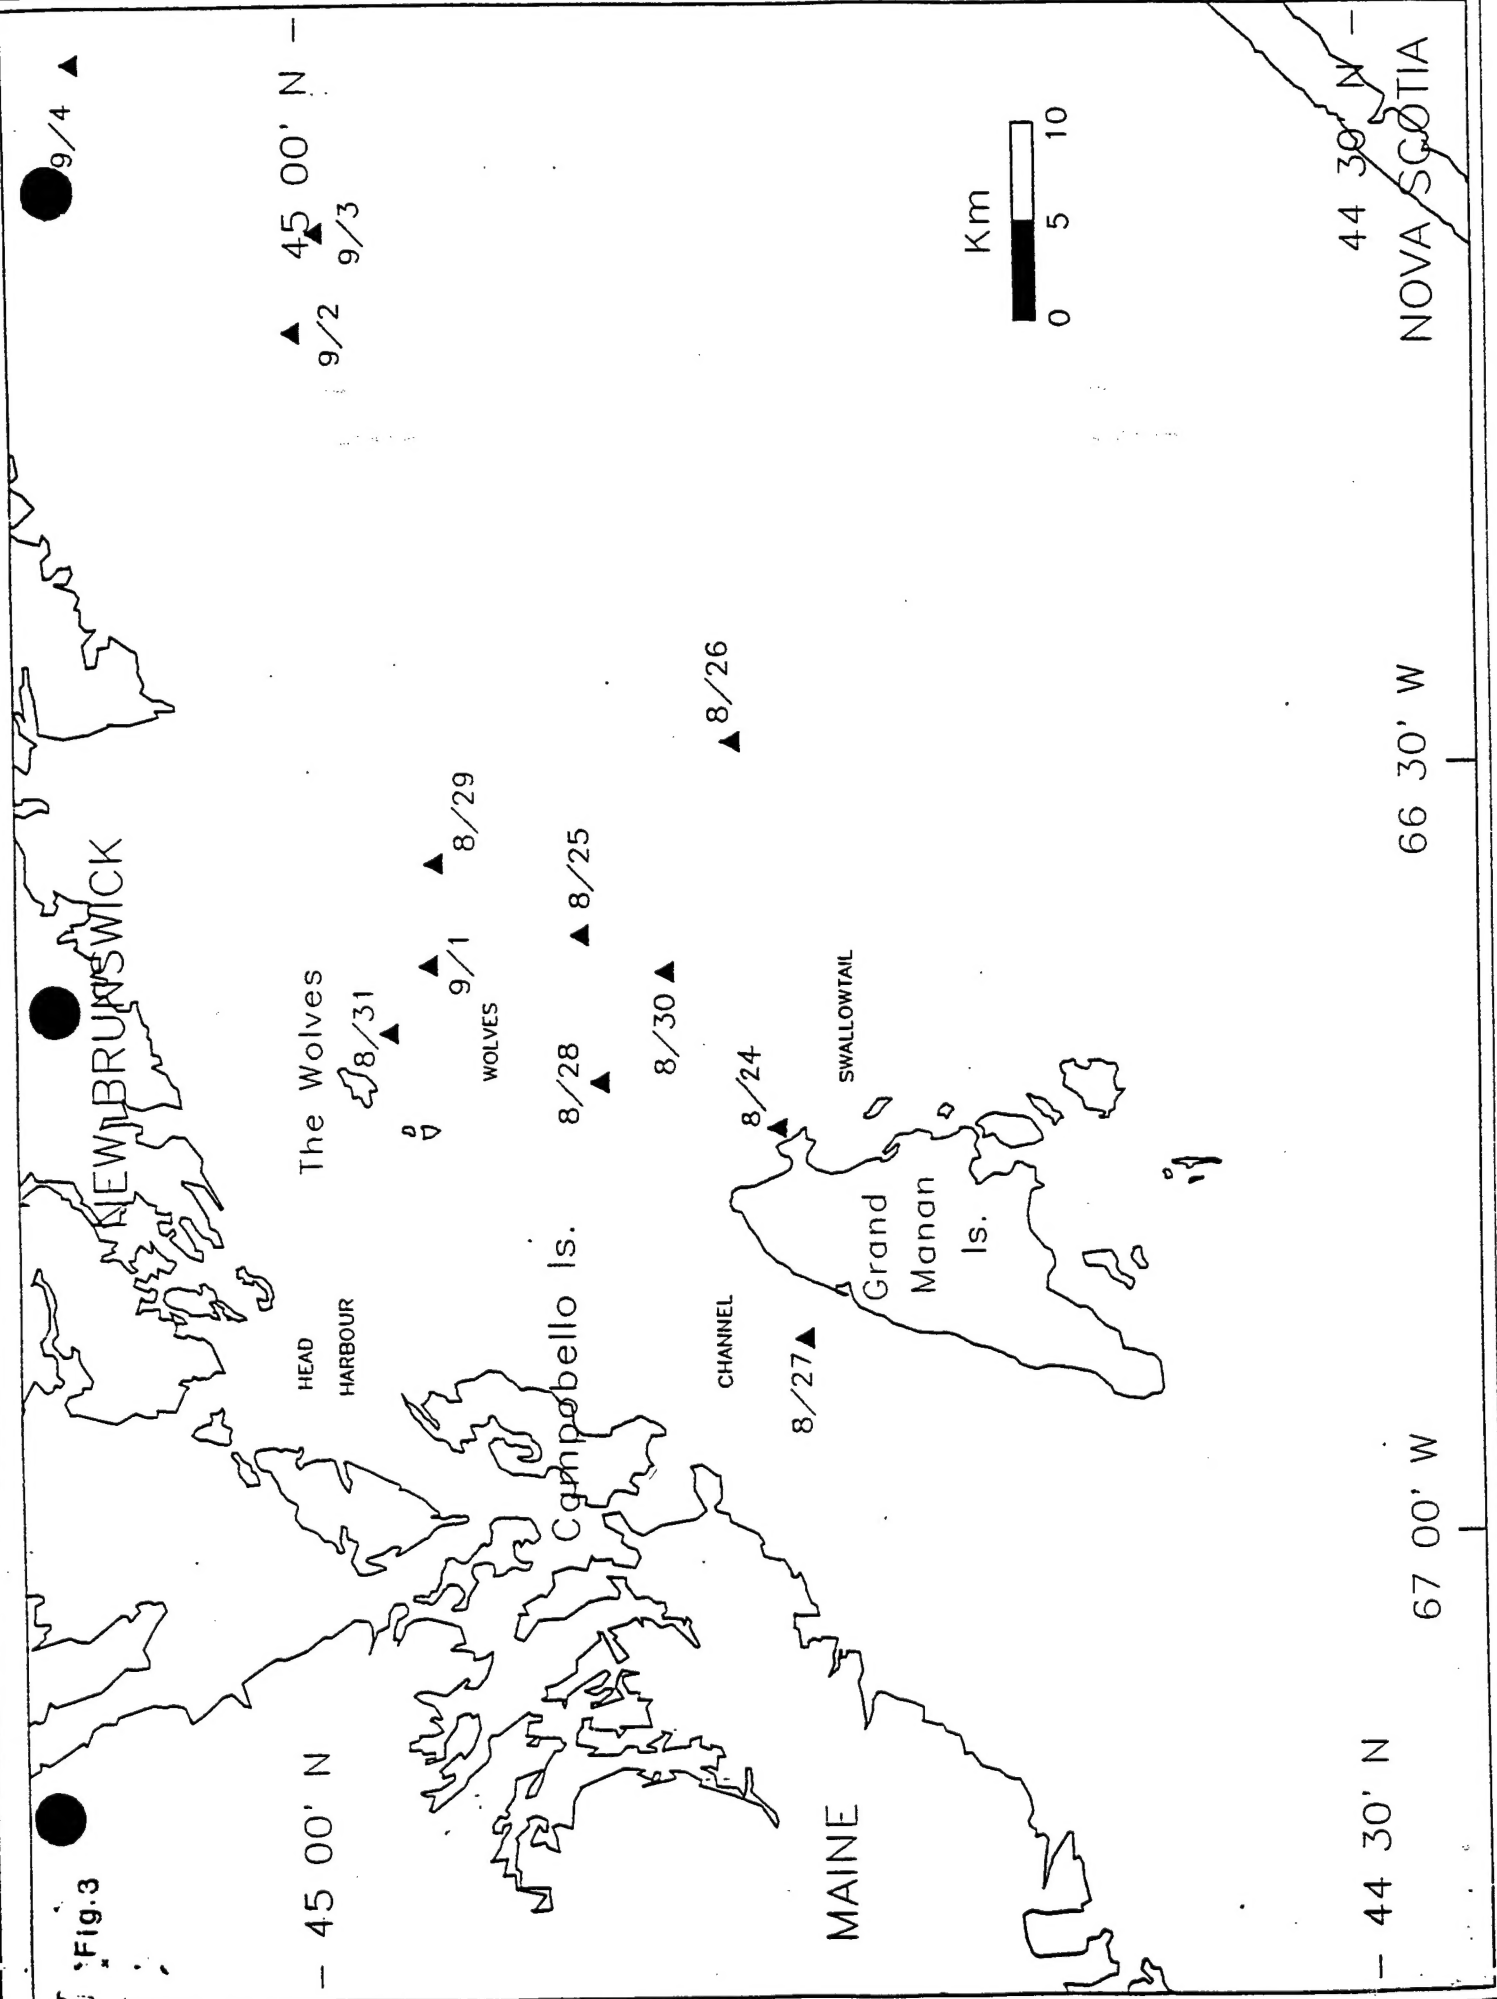 Fig.3
NEW BRUNSWICK
9/4
45 00' N
45 00' N
9/2
9/3
The Wolves
8/31
HEAD
HARBOUR
9/1
8/29
WOLVES
Campobello Is.
8/28
8/25
8/30
8/26
CHANNEL
8/24
8/27
SWALLOWTAIL
MAINE
Grand
Manan
Is.
Km
0 5 10
44 30' N
44 30' N
67 00' W
66 30' W
NOVA SCOTIA